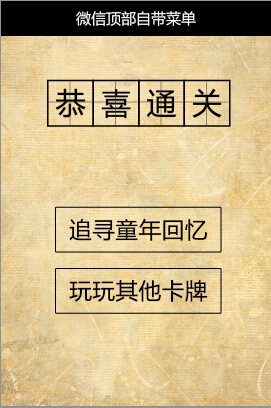 微信顶部自带菜单
恭喜通关
追寻童年回忆
玩玩其他卡牌